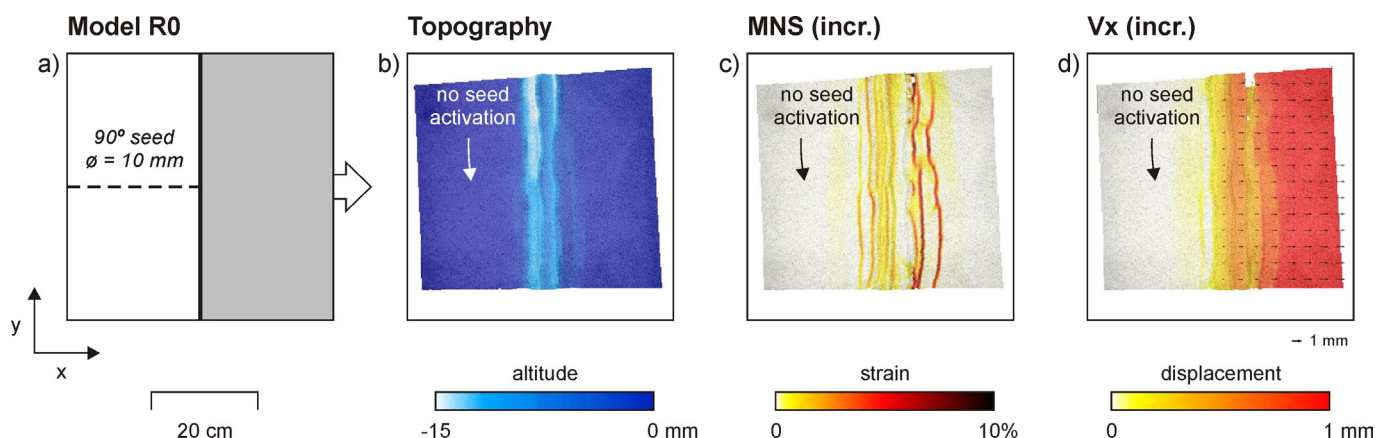 Model R0
Topography
MNS (incr.)
Vx (incr.)
a)
90º seed
ø = 10 mm
y
x
20 cm
b)
no seed
activation
altitude
-15
0 mm
c)
no seed
activation
strain
0
10%
d)
no seed
activation
1 mm
displacement
0
1 mm